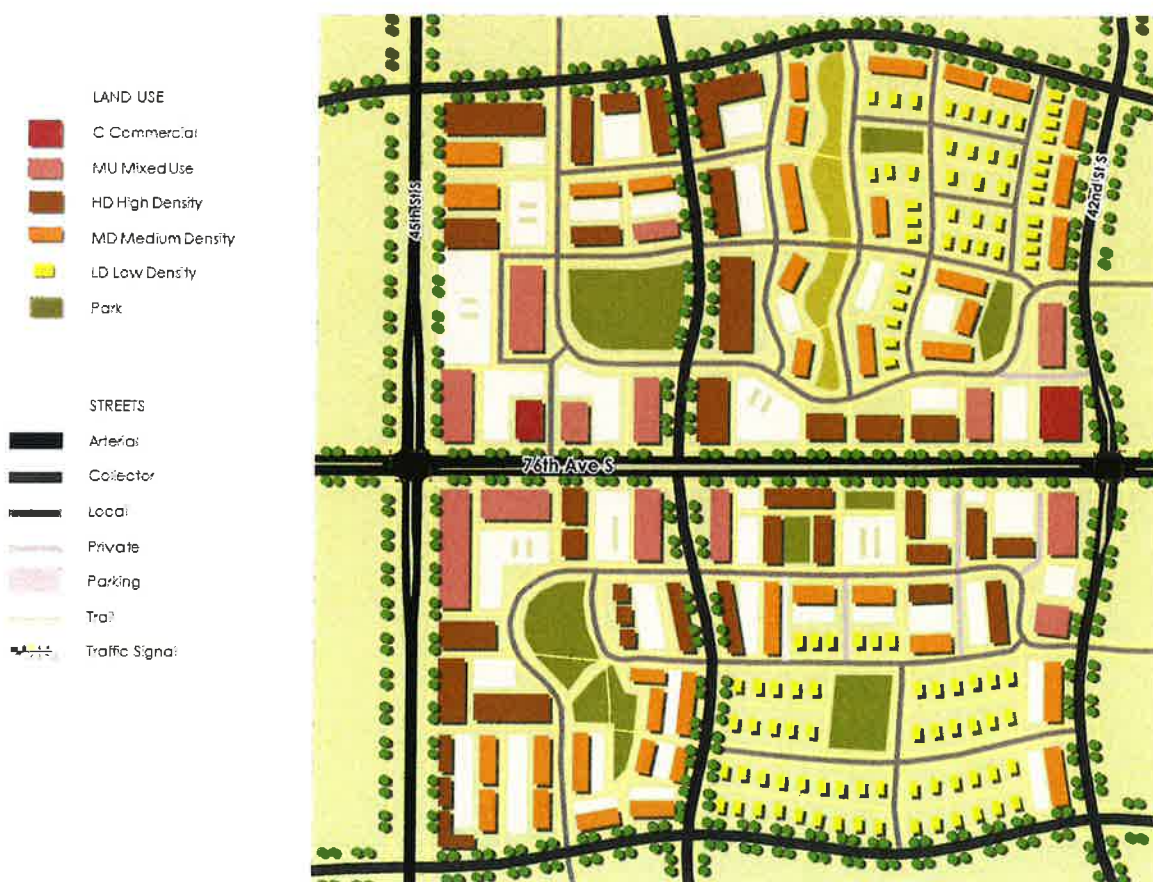 LAND USE
C Commercial
MU Mixed Use
HD High Density
MD Medium Density
LD Low Density
Park
STREETS
Arterial
Collector
Local
Private
Parking
Trail
Traffic Signal
45th St S
42nd St S
76th Ave S